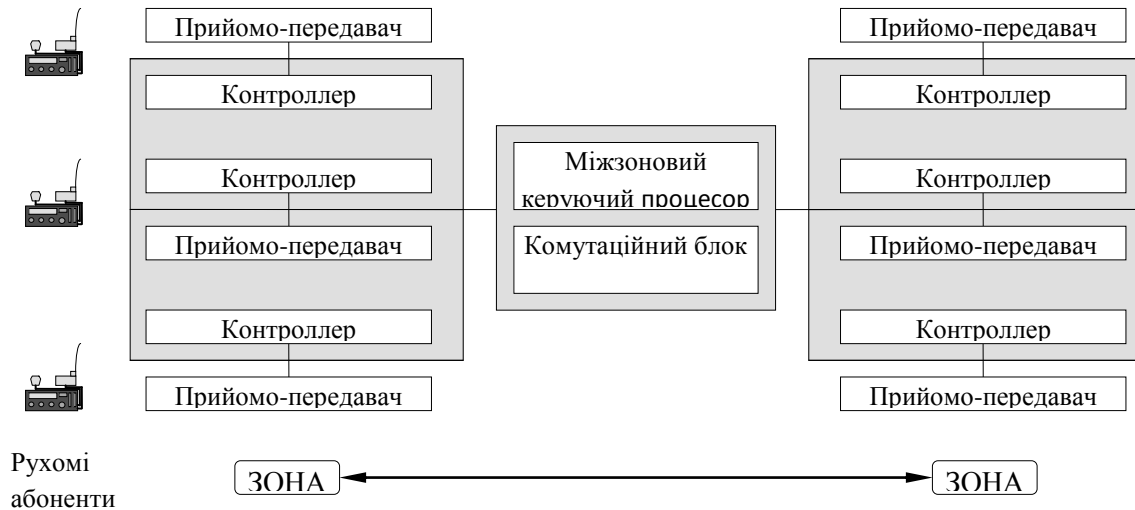 Прийомо-передавач
Контроллер
Контроллер
Прийомо-передавач
Контроллер
Прийомо-передавач
Міжзоновий
керуючий процесор
Комутаційний блок
Прийомо-передавач
Контроллер
Контроллер
Прийомо-передавач
Контроллер
Прийомо-передавач
Рухомі
абоненти
ЗОНА
ЗОНА